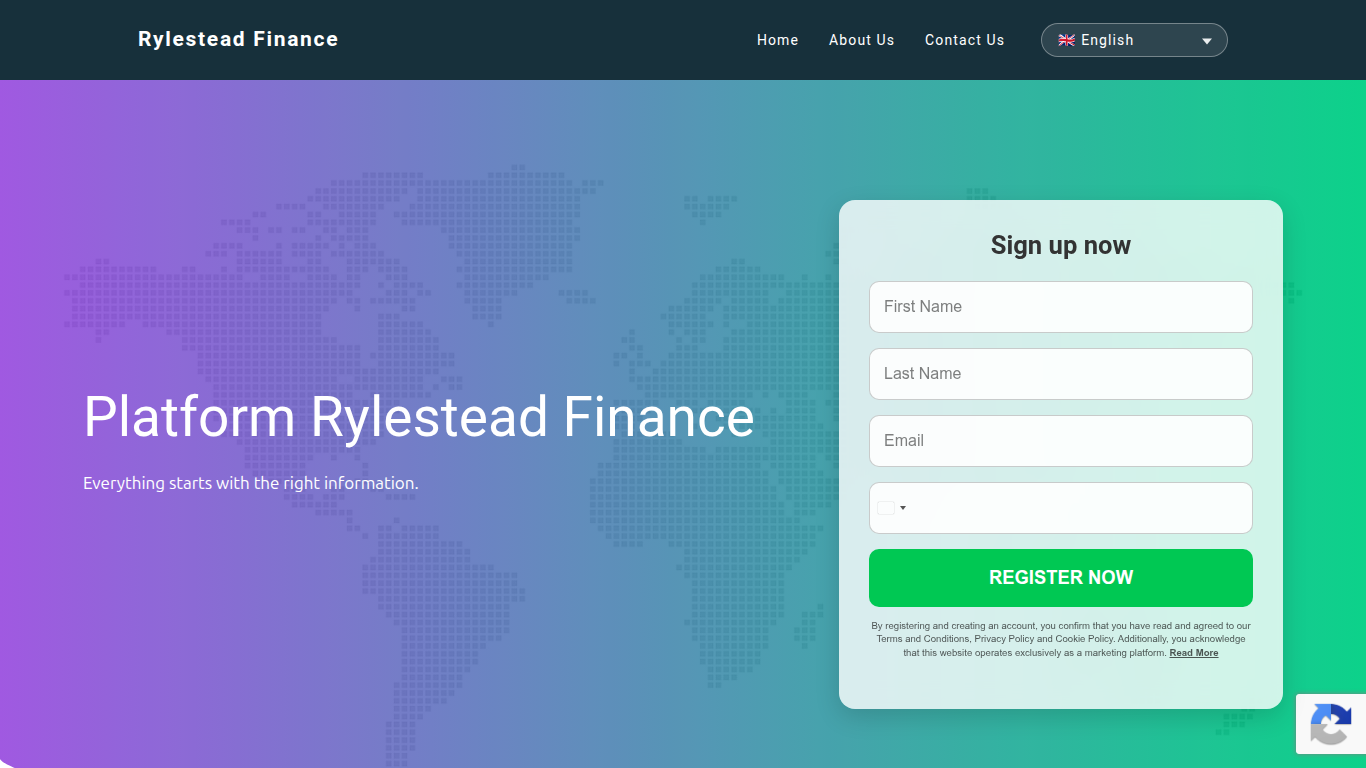 Rylestead Finance
Home
About Us
Contact Us
English
Platform Rylestead Finance
Everything starts with the right information.
Sign up now
First Name
Last Name
Email
REGISTER NOW
By registering and creating an account, you confirm that you have read and agreed to our
Terms and Conditions, Privacy Policy and Cookie Policy. Additionally, you acknowledge
that this website operates exclusively as a marketing platform. Read More